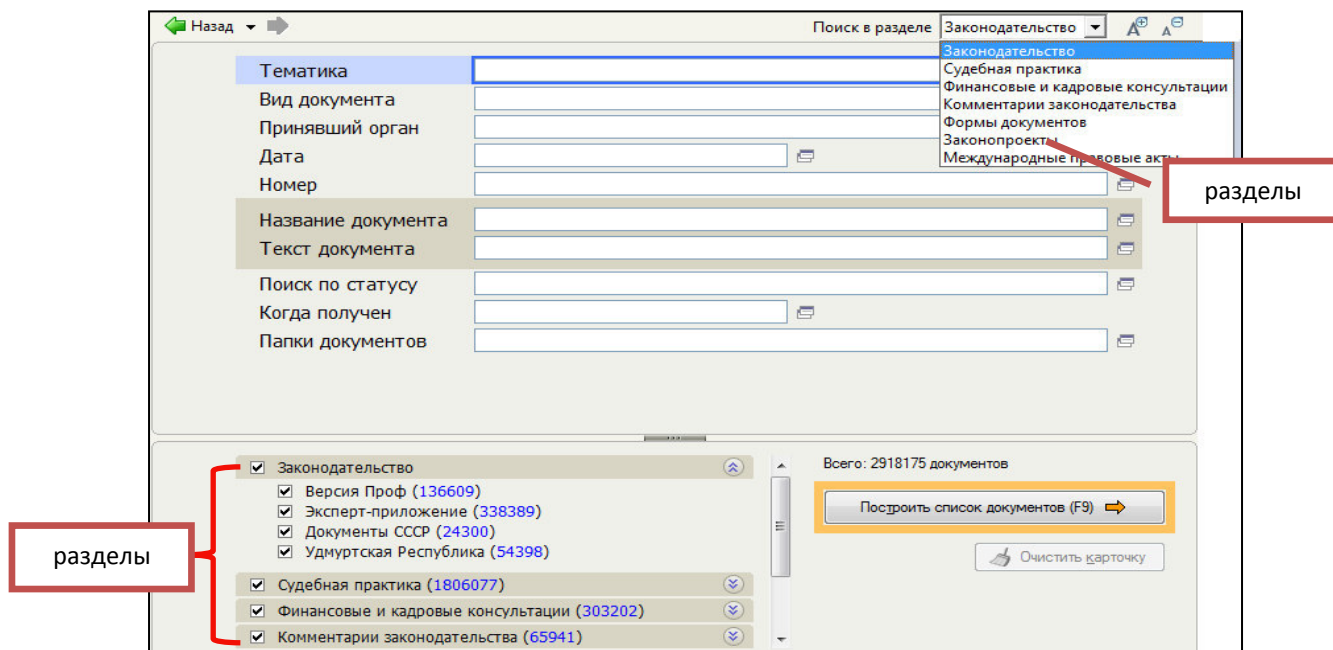 Назад
Поиск в разделе Законодательство
Законодательство
Судебная практика
Финансовые и кадровые консультации
Комментарии законодательства
Формы документов
Законопроекты
Международные правовые акты
разделы
Тематика
Вид документа
Принявший орган
Дата
Номер
Название документа
Текст документа
Поиск по статусу
Когда получен
Папки документов
разделы
Законодательство
Версия Проф (136609)
Эксперт-приложение (338389)
Документы СССР (24300)
Удмуртская Республика (54398)
Судебная практика (1806077)
Финансовые и кадровые консультации (303202)
Комментарии законодательства (65941)
Всего: 2918175 документов
Построить список документов (F9)
Очистить карточку